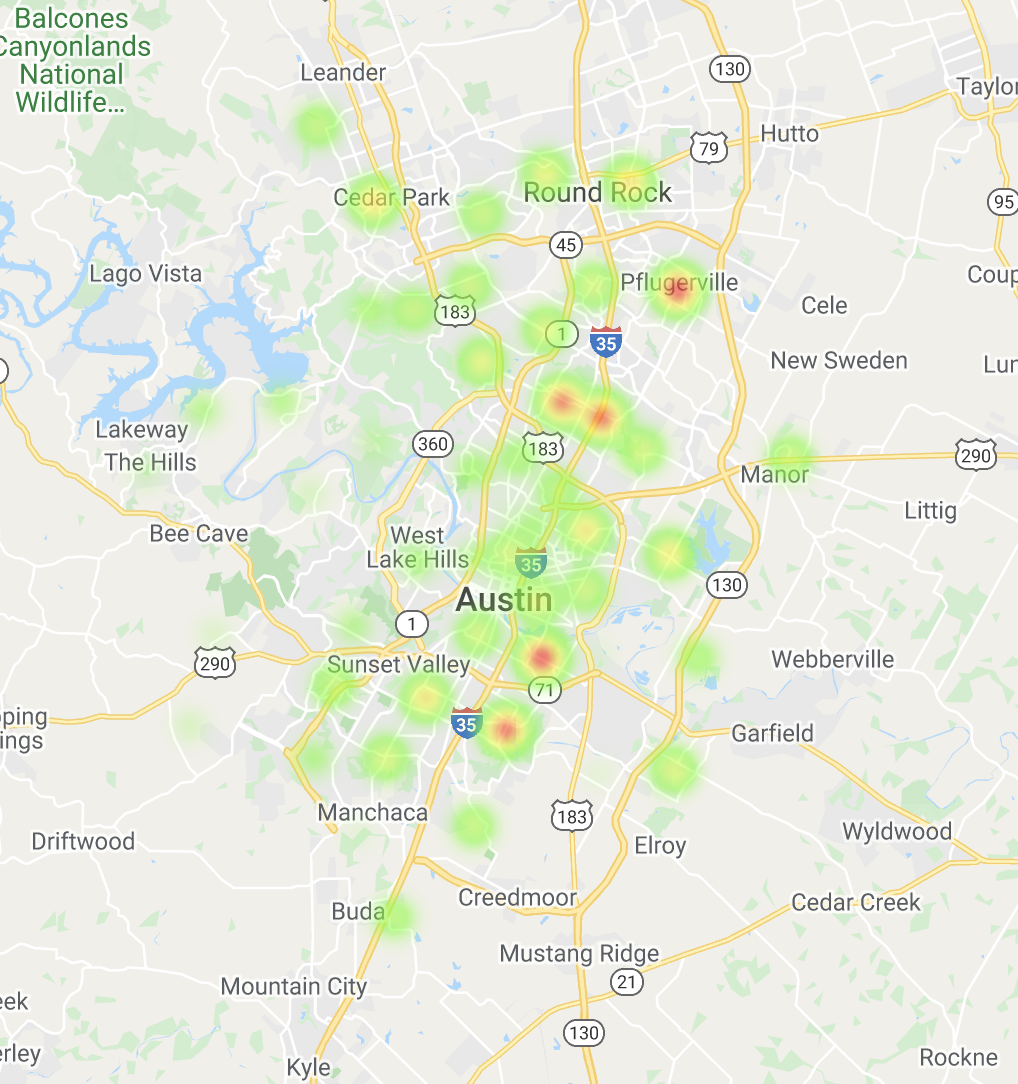 Balcones
Canyonlands
National
Wildlife...
Leander
130
Taylor
Hutto
79
Cedar Park
Round Rock
95
45
Lago Vista
Pflugerville
Coup
183
Cele
1
35
New Sweden
Lun
Lakeway
The Hills
360
183
290
Manor
Littig
Bee Cave
West
Lake Hills
35
130
Austin
1
290
Sunset Valley
Webberville
71
pping
ings
35
Garfield
Manchaca
183
Driftwood
Wyldwood
Elroy
Buda
Creedmoor
Cedar Creek
Mustang Ridge
21
Mountain City
eek
130
erley
Kyle
Rockne